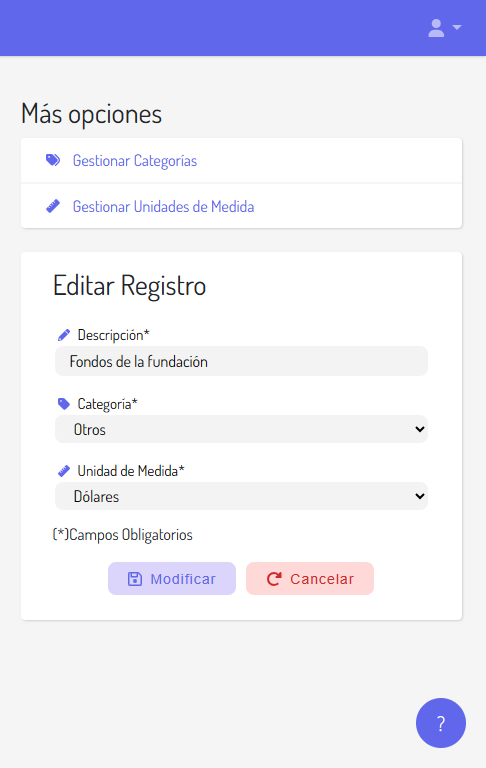 Más opciones
Gestionar Categorías
Gestionar Unidades de Medida
Editar Registro
Descripción*
Fondos de la fundación
Categoría*
Otros
Unidad de Medida*
Dólares
(*)Campos Obligatorios
Modificar Cancelar
?